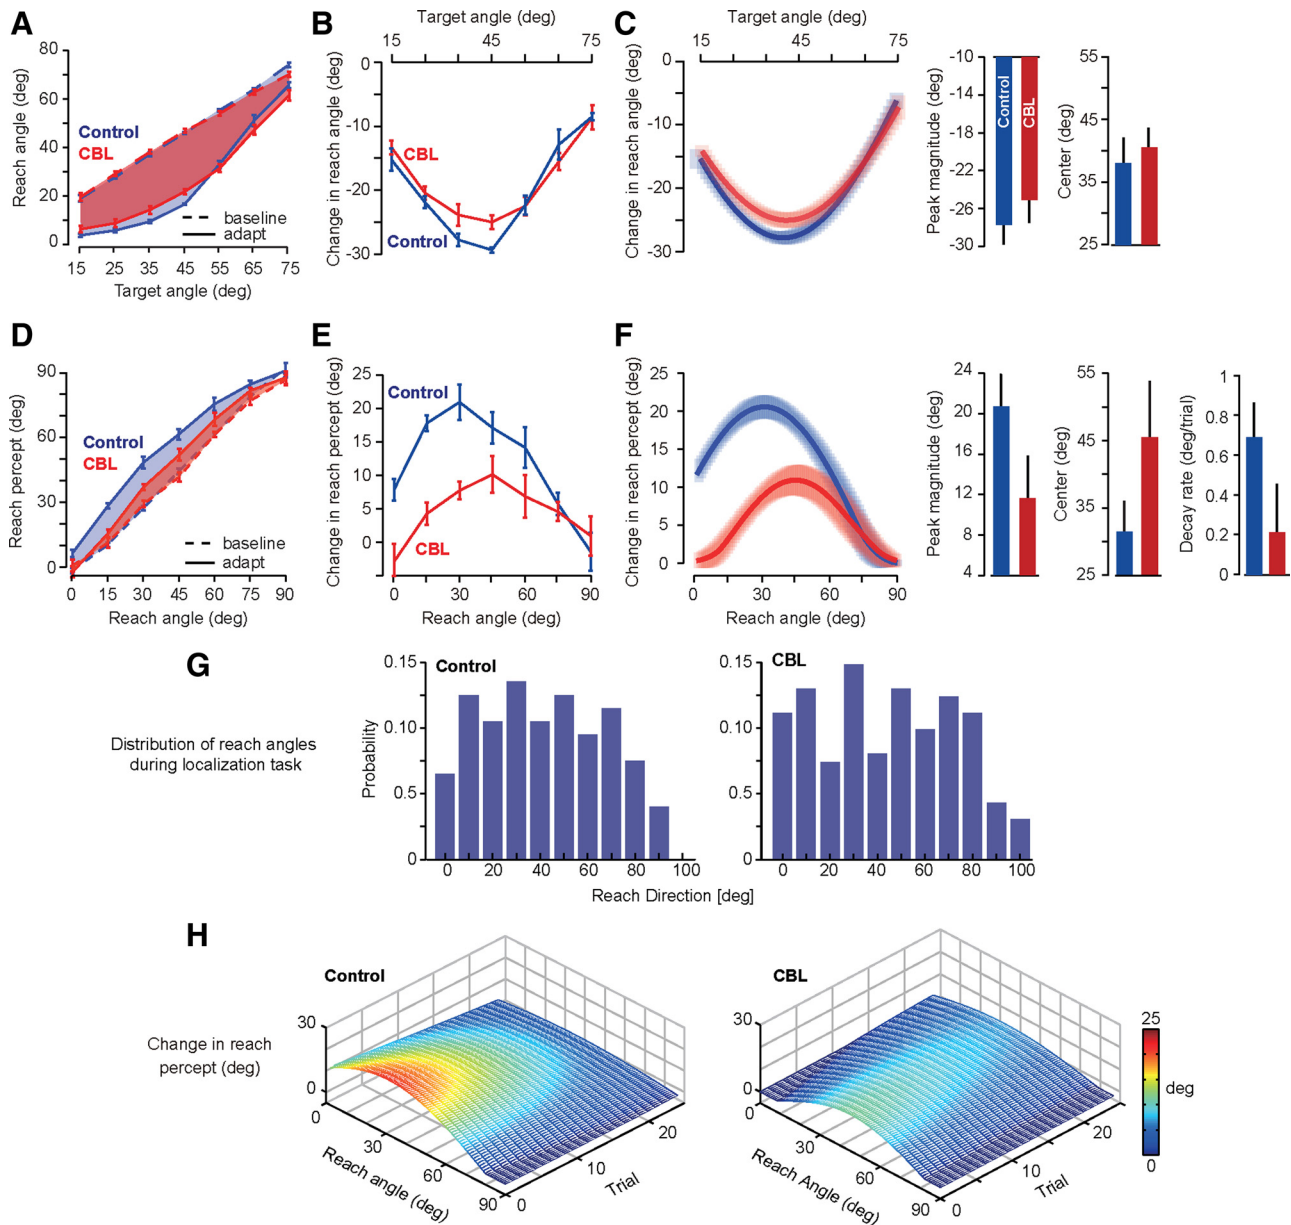 A
Reach angle (deg)
80
60
40
20
0
Control
CBL
baseline
adapt
15 25 35 45 55 65 75
Target angle (deg)
B
Target angle (deg)
15 45 75
Change in reach angle (deg)
0
-10
-20
-30
CBL
Control
C
Target angle (deg)
15 45 75
Change in reach angle (deg)
0
-10
-20
-30
Peak magnitude (deg)
-10
-14
-18
-22
-26
-30
Control
CBL
Center (deg)
55
45
35
25
D
Reach percept (deg)
90
60
30
0
Control
CBL
baseline
adapt
0 15 30 45 60 75 90
Reach angle (deg)
E
Change in reach percept (deg)
25
20
15
10
5
0
Control
CBL
0 30 60 90
Reach angle (deg)
F
Change in reach percept (deg)
25
20
15
10
5
0
0 30 60 90
Reach angle (deg)
Peak magnitude (deg)
24
20
16
12
8
4
Center (deg)
55
45
35
25
Decay rate (deg/trial)
1
0.8
0.6
0.4
0.2
0
G
Distribution of reach angles
during localization task
Control
Probability
0.15
0.10
0.5
0
0 20 40 60 80 100
CBL
0.15
0.10
0.5
0
0 20 40 60 80 100
Reach Direction [deg]
H
Change in reach
percept (deg)
Control
30
0
0
30
60
90
Reach angle (deg)
0
10
20
Trial
CBL
30
0
0
30
60
90
Reach Angle (deg)
0
10
20
Trial
25
deg
0